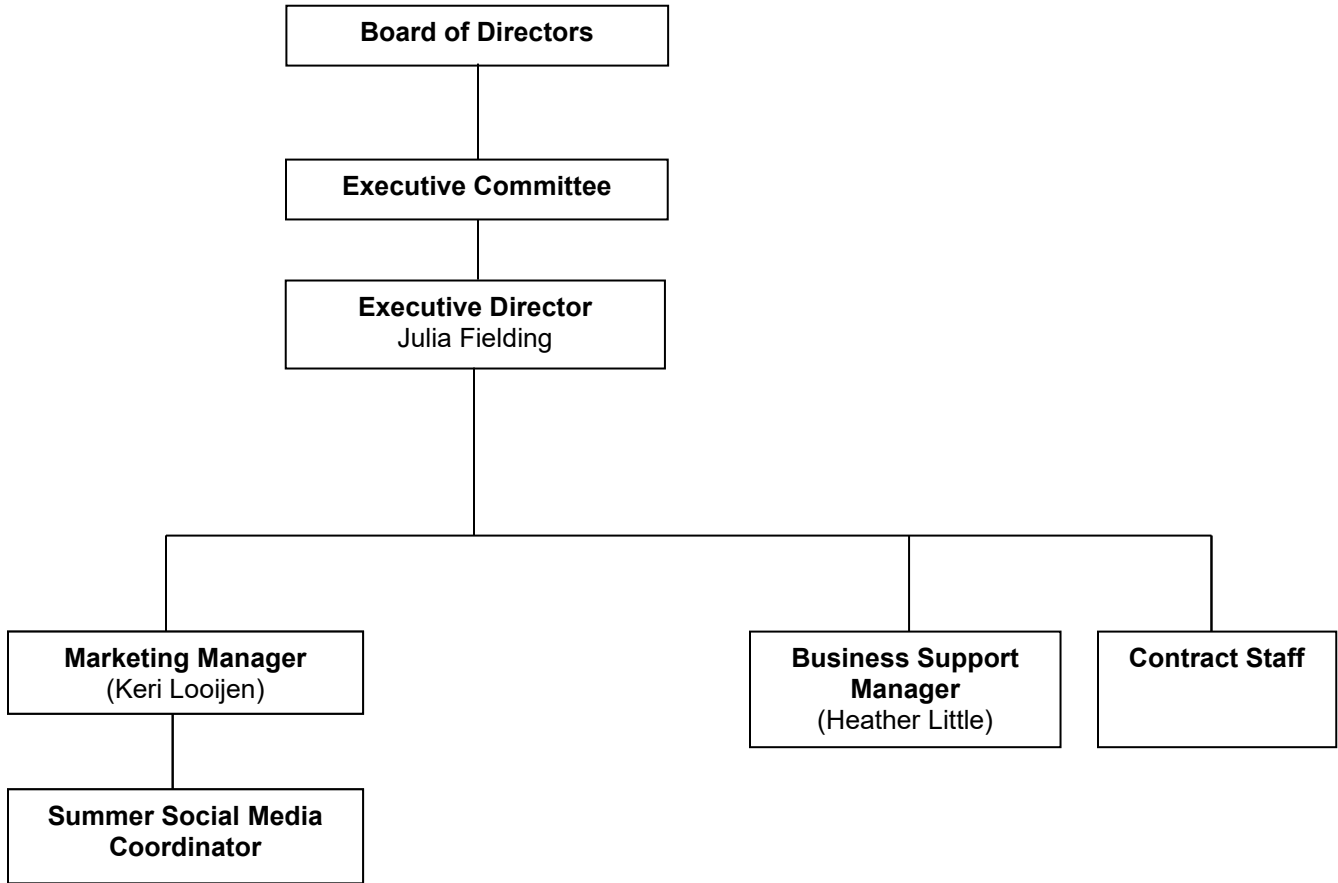 Board of Directors
Executive Committee
Executive Director
Julia Fielding
Marketing Manager
(Keri Looijen)
Business Support
Manager
(Heather Little)
Contract Staff
Summer Social Media
Coordinator